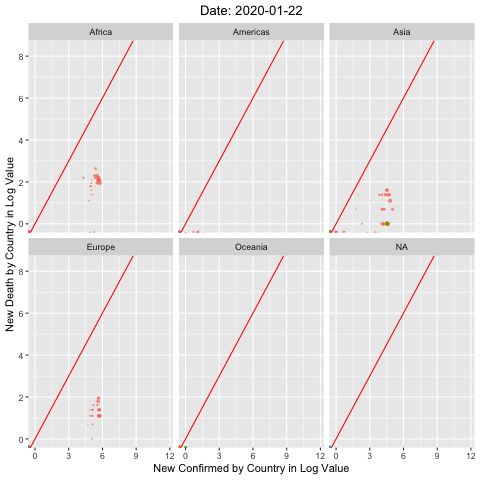 Date: 2020-01-22
Africa Americas Asia
8
6
4
2
0
Europe Oceania NA
8
6
4
2
0
0 3 6 9 12 0 3 6 9 12 0 3 6 9 12
New Confirmed by Country in Log Value
New Death by Country in Log Value